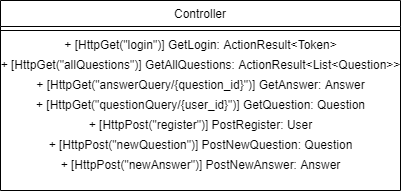 Controller
+ [HttpGet("login")] GetLogin: ActionResult<Token>
+ [HttpGet("allQuestions")] GetAllQuestions: ActionResult<List<Question>>
+ [HttpGet("answerQuery/{question_id}")] GetAnswer: Answer
+ [HttpGet("questionQuery/{user_id}")] GetQuestion: Question
+ [HttpPost("register")] PostRegister: User
+ [HttpPost("newQuestion")] PostNewQuestion: Question
+ [HttpPost("newAnswer")] PostNewAnswer: Answer